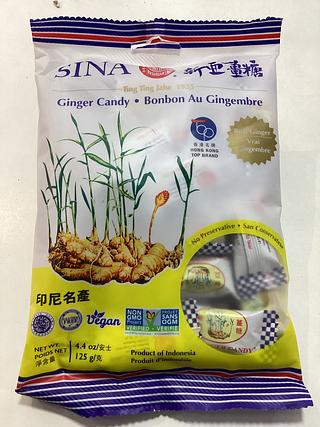 SINA 新亞薑糖
Ting Ting Jahe 1935
Ginger Candy • Bonbon Au Gingembre
香港名牌
HONG KONG
TOP BRAND
Real Ginger
Vrai
Gingembre
No Preservative • San Conservateur
印尼名產
Vegan
NON
GMO
PROJECT
VERIFIED
PROJET
SANS
OGM
VÉRIFIÉ
NET WT.
POIDS NET
淨含量
4.4 oz/安士
125 g/克
Product of Indonesia
Produit d'Indonésie